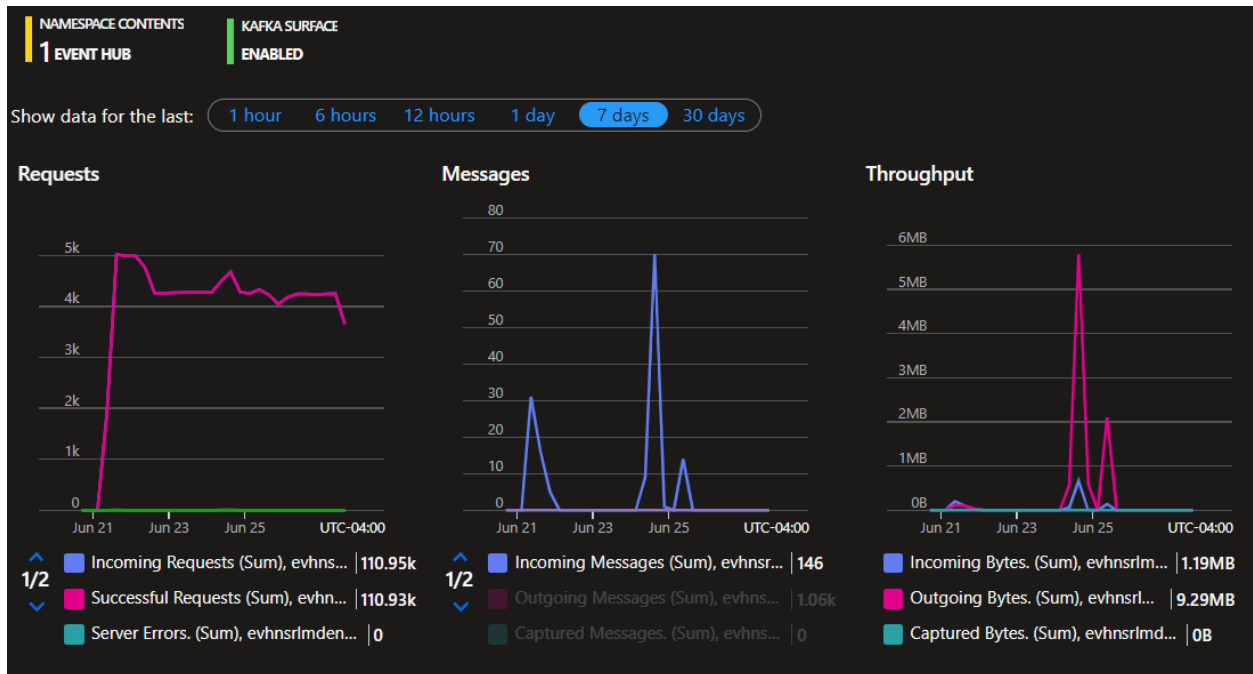 NAMESPACE CONTENTS
1 EVENT HUB
KAFKA SURFACE
ENABLED
Show data for the last:
1 hour
6 hours
12 hours
1 day
7 days
30 days
Requests
5k
4k
3k
2k
1k
0
Jun 21
Jun 23
Jun 25
UTC-04:00
1/2
Incoming Requests (Sum), evhns... 110.95k
Successful Requests (Sum), evhn... 110.93k
Server Errors. (Sum), evhnsrlmden... 0
Messages
80
70
60
50
40
30
20
10
0
Jun 21
Jun 23
Jun 25
UTC-04:00
1/2
Incoming Messages (Sum), evhnsr... 146
Outgoing Messages (Sum), evhns... 1.06k
Captured Messages. (Sum), evhns... 0
Throughput
6MB
5MB
4MB
3MB
2MB
1MB
0B
Jun 21
Jun 23
Jun 25
UTC-04:00
Incoming Bytes. (Sum), evhnsrlm... 1.19MB
Outgoing Bytes. (Sum), evhnsrl... 9.29MB
Captured Bytes. (Sum), evhnsrlmd... 0B